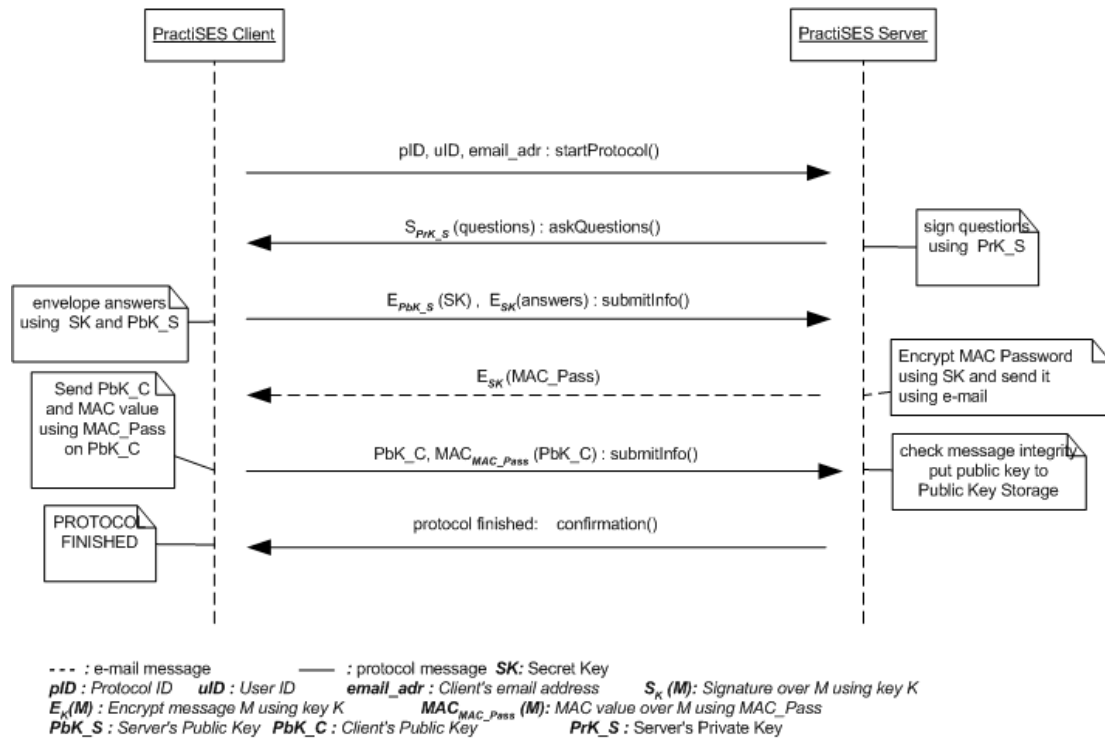 PractiSES Client
PractiSES Server
pID, uID, email_adr : startProtocol()
S_PrK_S (questions) : askQuestions()
sign questions
using PrK_S
envelope answers
using SK and PbK_S
E_PbK_S (SK) , E_SK(answers) : submitInfo()
Encrypt MAC Password
using SK and send it
using e-mail
E_SK(MAC_Pass)
Send PbK_C
and MAC value
using MAC_Pass
on PbK_C
PbK_C, MAC_MAC_Pass (PbK_C) : submitInfo()
check message integrity
put public key to
Public Key Storage
PROTOCOL
FINISHED
protocol finished: confirmation()
- - - : e-mail message —— : protocol message SK: Secret Key
pID : Protocol ID uID : User ID email_adr : Client's email address S_K (M): Signature over M using key K
E_K(M) : Encrypt message M using key K MAC_MAC_Pass (M): MAC value over M using MAC_Pass
PbK_S : Server's Public Key PbK_C : Client's Public Key PrK_S : Server's Private Key